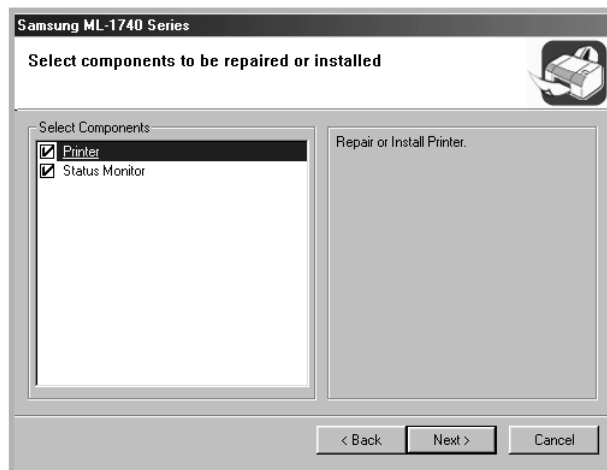 Samsung ML-1740 Series
Select components to be repaired or installed
Select Components
Printer
Status Monitor
Repair or Install Printer.
< Back
Next >
Cancel